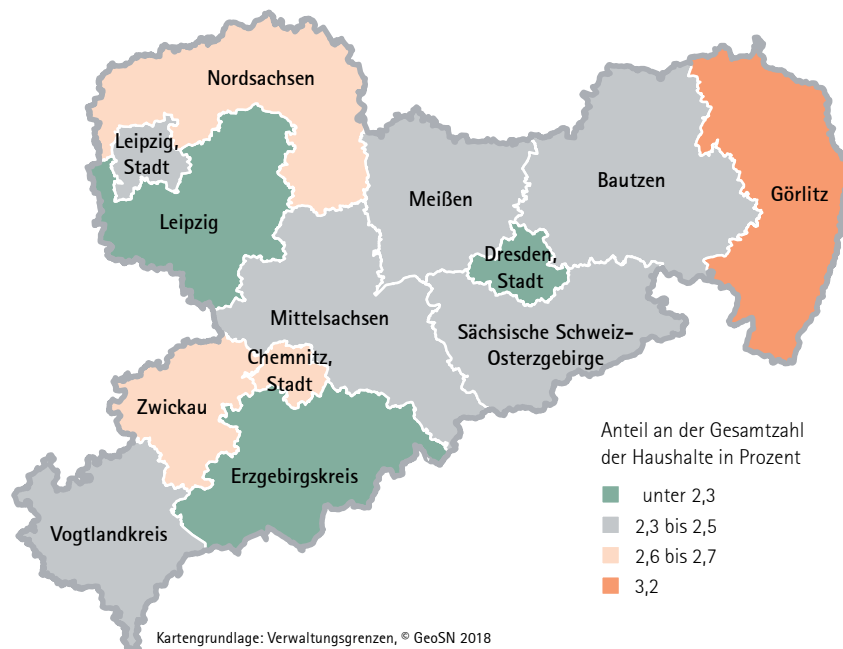 Nordsachsen
Leipzig,
Stadt
Leipzig
Meißen
Bautzen
Görlitz
Dresden,
Stadt
Mittelsachsen
Sächsische Schweiz-
Osterzgebirge
Chemnitz,
Stadt
Zwickau
Erzgebirgskreis
Vogtlandkreis
Anteil an der Gesamtzahl
der Haushalte in Prozent
unter 2,3
2,3 bis 2,5
2,6 bis 2,7
3,2
Kartengrundlage: Verwaltungsgrenzen, © GeoSN 2018